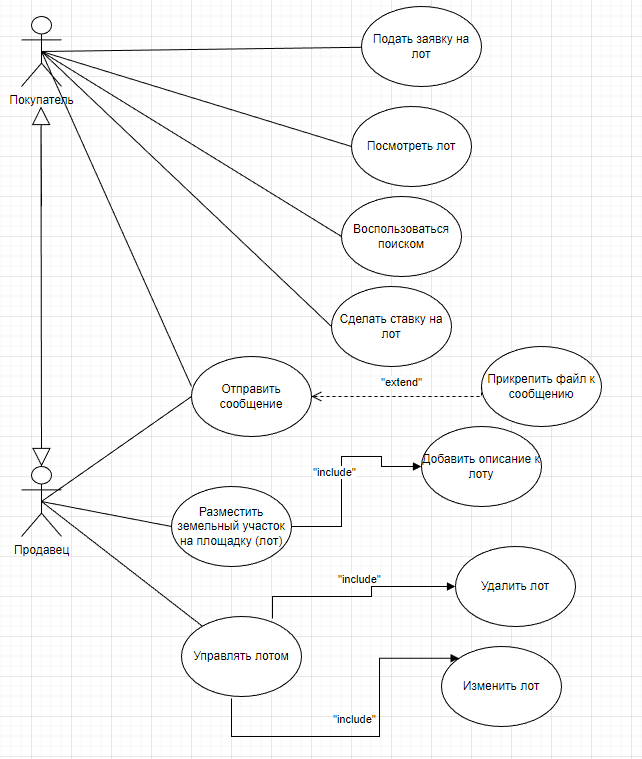 Подать заявку на
лот
Покупатель
Посмотреть лот
Воспользоваться
поиском
Сделать ставку на
лот
Отправить
сообщение
"extend"
Прикрепить файл к
сообщению
"include"
Добавить описание к
лоту
Разместить
земельный участок
на площадку (лот)
Продавец
"include"
Удалить лот
Управлять лотом
Изменить лот
"include"